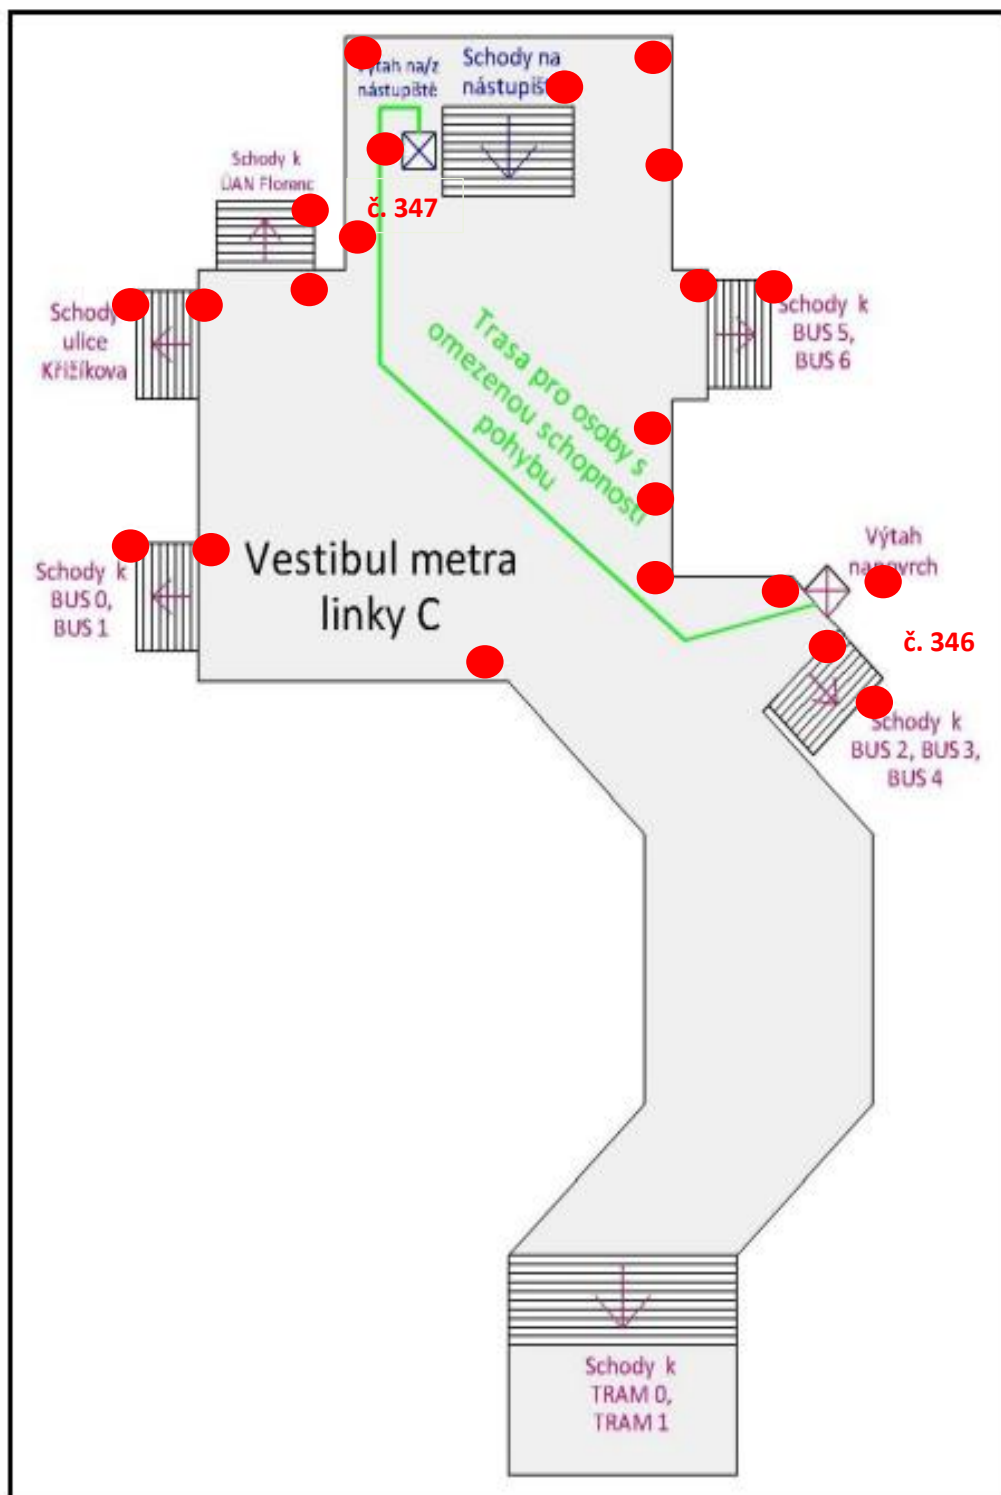 Výtah na/z
nástupiště
Schody na
nástupiště
Schody k
ÚAN Florenc
č. 347
Schody
ulice
Křižíkova
Schody k
BUS 5,
BUS 6
Trasa pro osoby s
omezenou schopností
pohybu
Vestibul metra
linky C
Schody k
BUS 0,
BUS 1
Výtah
napovrch
č. 346
Schody k
BUS 2, BUS 3,
BUS 4
Schody k
TRAM 0,
TRAM 1